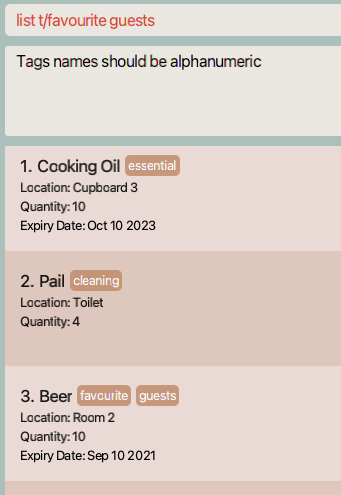 list t/favourite guests
Tags names should be alphanumeric
1. Cooking Oil essential
Location: Cupboard 3
Quantity: 10
Expiry Date: Oct 10 2023
2. Pail cleaning
Location: Toilet
Quantity: 4
3. Beer favourite guests
Location: Room 2
Quantity: 10
Expiry Date: Sep 10 2021